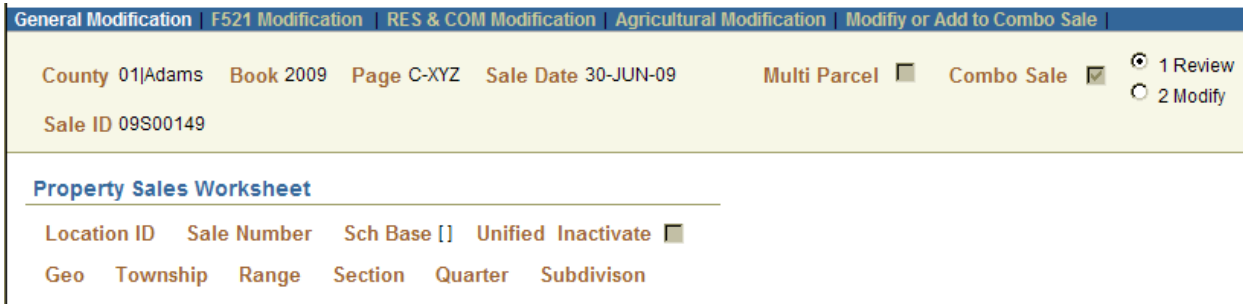 General Modification | F521 Modification | RES & COM Modification | Agricultural Modification | Modifiy or Add to Combo Sale |
County 01|Adams Book 2009 Page C-XYZ Sale Date 30-JUN-09 Multi Parcel Combo Sale 1 Review
2 Modify
Sale ID 09S00149
Property Sales Worksheet
Location ID Sale Number Sch Base [] Unified Inactivate
Geo Township Range Section Quarter Subdivison